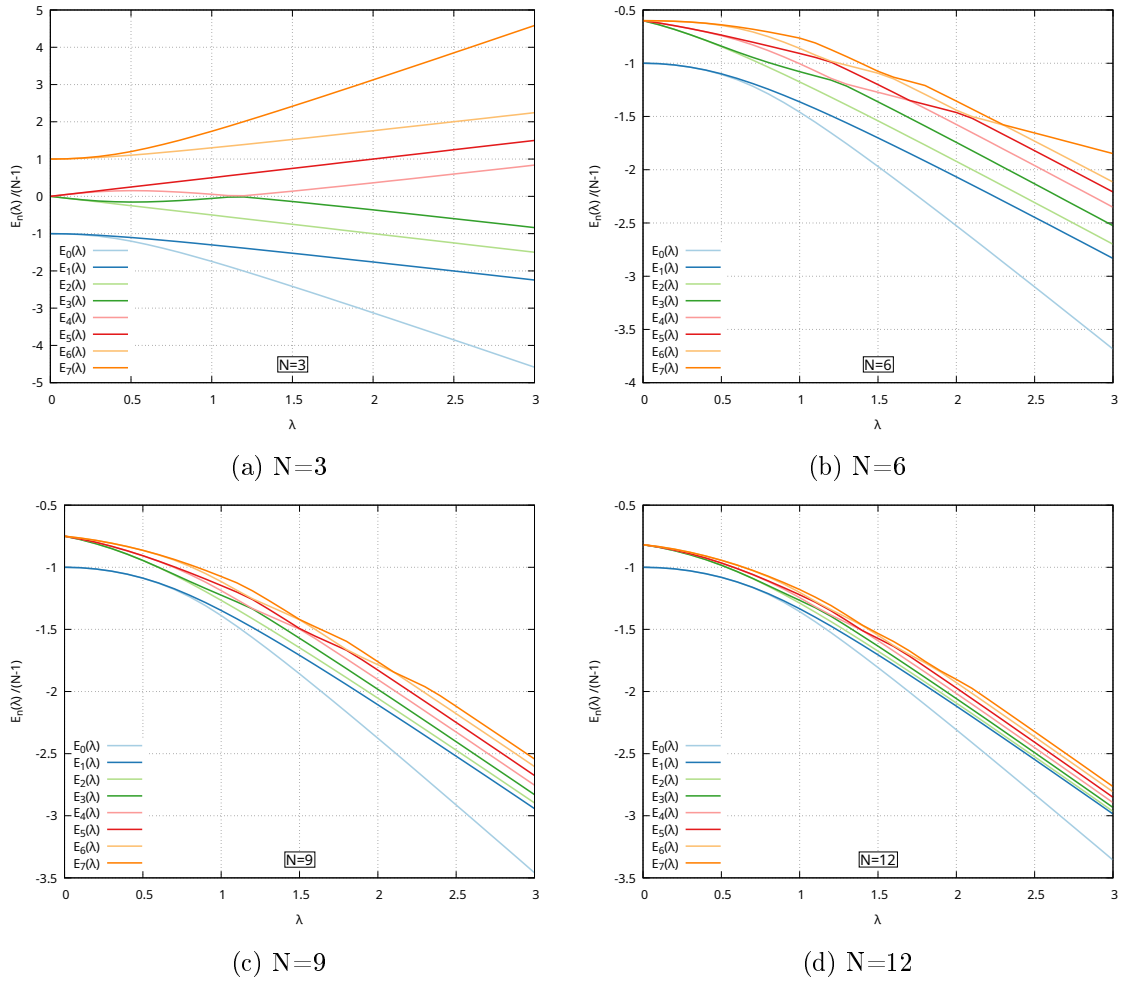 5
4
3
2
1
0
-1
-2
-3
-4
-5
E_n(λ) /(N-1)
E_0(λ)
E_1(λ)
E_2(λ)
E_3(λ)
E_4(λ)
E_5(λ)
E_6(λ)
E_7(λ)
N=3
0 0.5 1 1.5 2 2.5 3
λ
(a) N=3
-0.5
-1
-1.5
-2
-2.5
-3
-3.5
-4
E_n(λ) /(N-1)
E_0(λ)
E_1(λ)
E_2(λ)
E_3(λ)
E_4(λ)
E_5(λ)
E_6(λ)
E_7(λ)
N=6
0 0.5 1 1.5 2 2.5 3
λ
(b) N=6
-0.5
-1
-1.5
-2
-2.5
-3
-3.5
E_n(λ) /(N-1)
E_0(λ)
E_1(λ)
E_2(λ)
E_3(λ)
E_4(λ)
E_5(λ)
E_6(λ)
E_7(λ)
N=9
0 0.5 1 1.5 2 2.5 3
λ
(c) N=9
-0.5
-1
-1.5
-2
-2.5
-3
-3.5
E_n(λ) /(N-1)
E_0(λ)
E_1(λ)
E_2(λ)
E_3(λ)
E_4(λ)
E_5(λ)
E_6(λ)
E_7(λ)
N=12
0 0.5 1 1.5 2 2.5 3
λ
(d) N=12